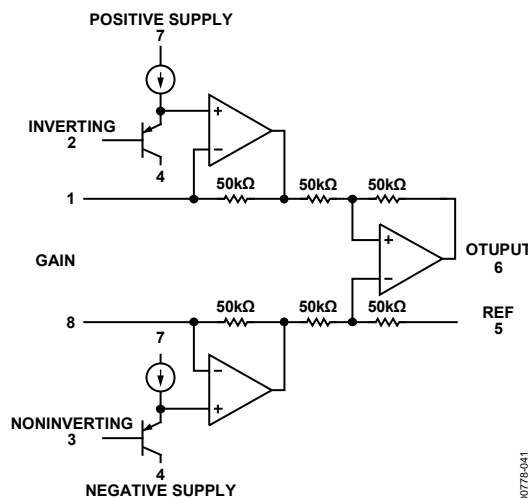 POSITIVE SUPPLY
7
INVERTING
2
4
+
−
1
50kΩ
50kΩ
50kΩ
+
−
OTUPUT
6
GAIN
8
50kΩ
50kΩ
50kΩ
REF
5
7
−
+
NONINVERTING
3
4
NEGATIVE SUPPLY
00778-041